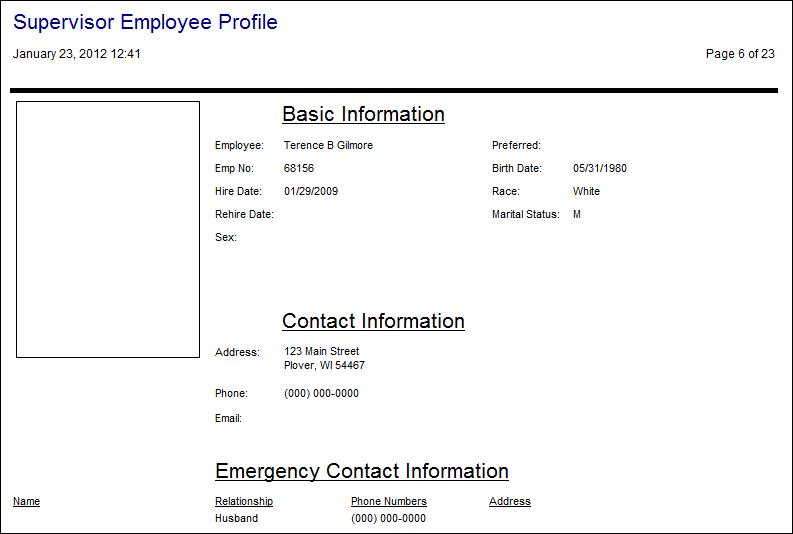 Supervisor Employee Profile
January 23, 2012 12:41 Page 6 of 23
Basic Information
Employee: Terence B Gilmore Preferred:
Emp No: 68156 Birth Date: 05/31/1980
Hire Date: 01/29/2009 Race: White
Rehire Date: Marital Status: M
Sex:
Contact Information
Address: 123 Main Street
Plover, WI 54467
Phone: (000) 000-0000
Email:
Emergency Contact Information
Name Relationship Phone Numbers Address
Husband (000) 000-0000